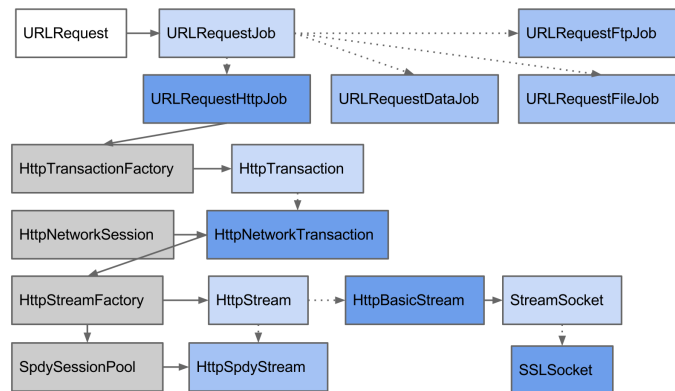 URLRequest
URLRequestJob
URLRequestFtpJob
URLRequestHttpJob
URLRequestDataJob
URLRequestFileJob
HttpTransactionFactory
HttpTransaction
HttpNetworkSession
HttpNetworkTransaction
HttpStreamFactory
HttpStream
HttpBasicStream
StreamSocket
SpdySessionPool
HttpSpdyStream
SSLSocket